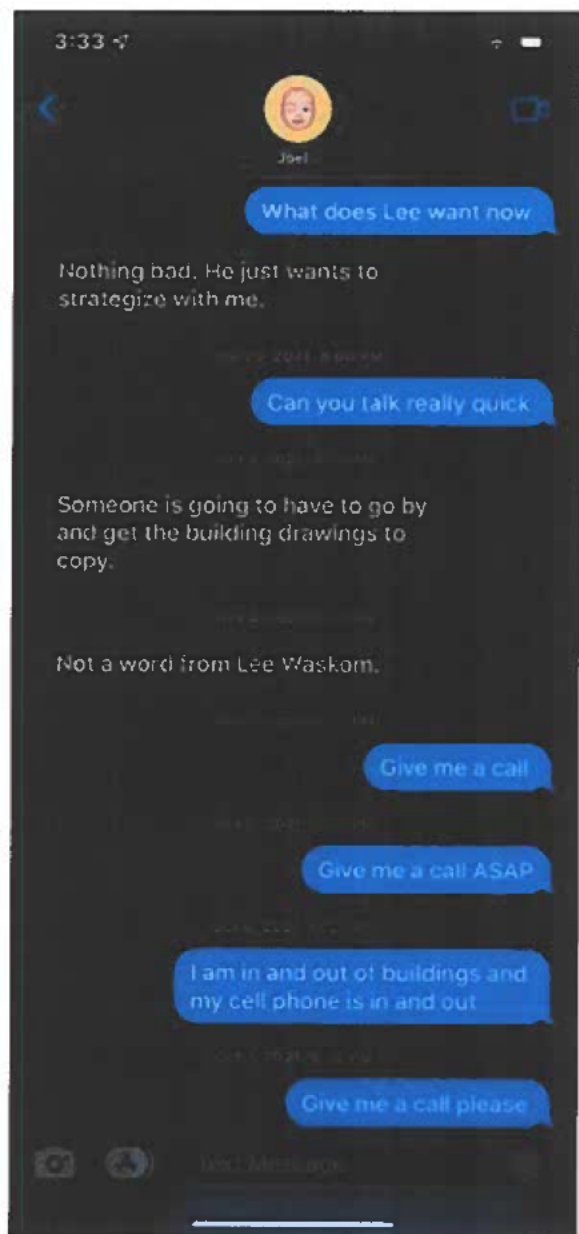 3:33
Joel
What does Lee want now
Nothing bad. He just wants to
strategize with me.
2021
Can you talk really quick
Someone is going to have to go by
and get the building drawings to
copy.
Not a word from Lee Waskom.
Give me a call
Give me a call ASAP
I am in and out of buildings and
my cell phone is in and out
Give me a call please
Text Message